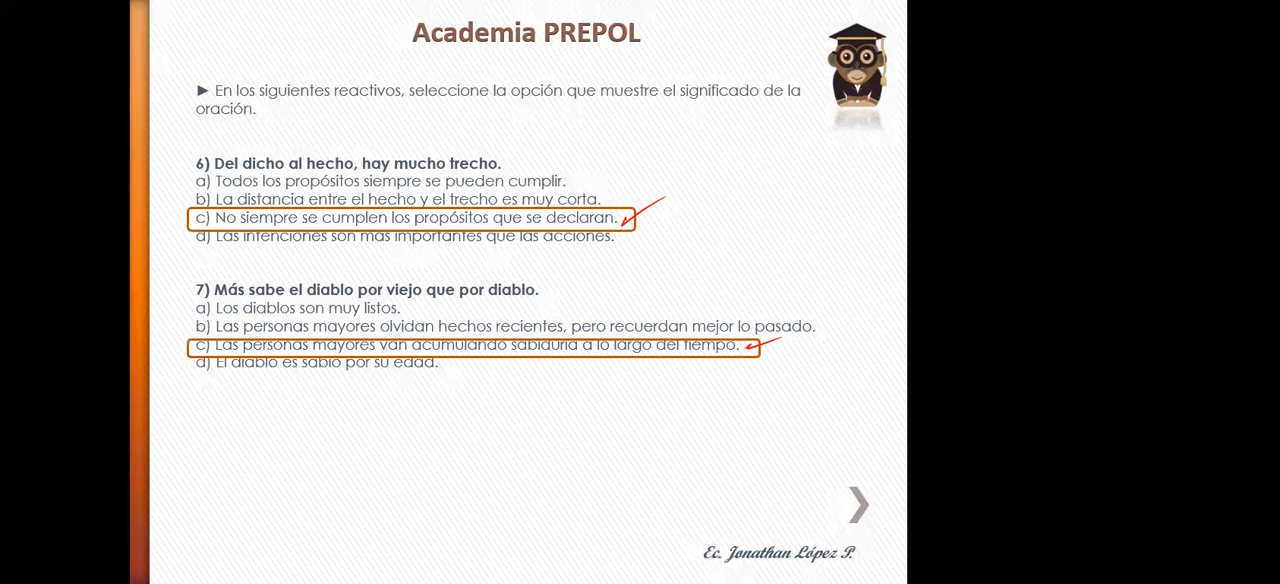 Academia PREPOL
► En los siguientes reactivos, seleccione la opción que muestre el significado de la
oración.
6) Del dicho al hecho, hay mucho trecho.
a) Todos los propósitos siempre se pueden cumplir.
b) La distancia entre el hecho y el trecho es muy corta.
c) No siempre se cumplen los propósitos que se declaran.
d) Las intenciones son más importantes que las acciones.
7) Más sabe el diablo por viejo que por diablo.
a) Los diablos son muy listos.
b) Las personas mayores olvidan hechos recientes, pero recuerdan mejor lo pasado.
c) Las personas mayores van acumulando sabiduría a lo largo del tiempo.
d) El diablo es sabio por su edad.
Ec. Jonathan López P.